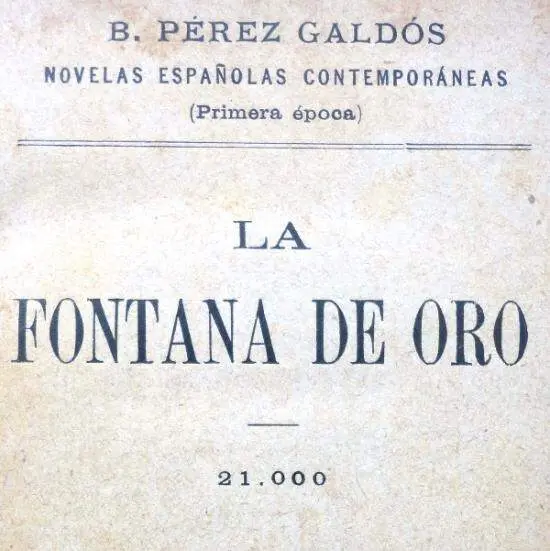 B. PÉREZ GALDÓS
NOVELAS ESPAÑOLAS CONTEMPORÁNEAS
(Primera época)
LA
FONTANA DE ORO
21.000